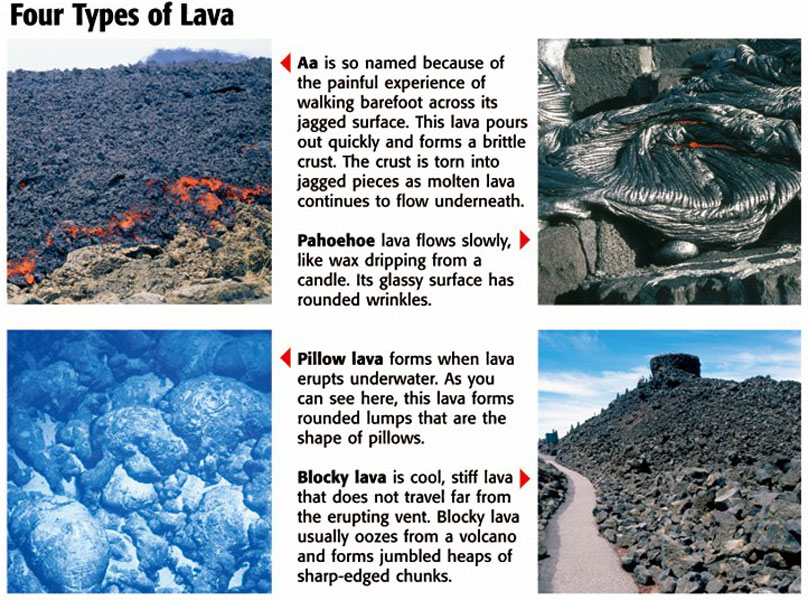 Four Types of Lava
Aa is so named because of
the painful experience of
walking barefoot across its
jagged surface. This lava pours
out quickly and forms a brittle
crust. The crust is torn into
jagged pieces as molten lava
continues to flow underneath.
Pahoehoe lava flows slowly,
like wax dripping from a
candle. Its glassy surface has
rounded wrinkles.
Pillow lava forms when lava
erupts underwater. As you
can see here, this lava forms
rounded lumps that are the
shape of pillows.
Blocky lava is cool, stiff lava
that does not travel far from
the erupting vent. Blocky lava
usually oozes from a volcano
and forms jumbled heaps of
sharp-edged chunks.